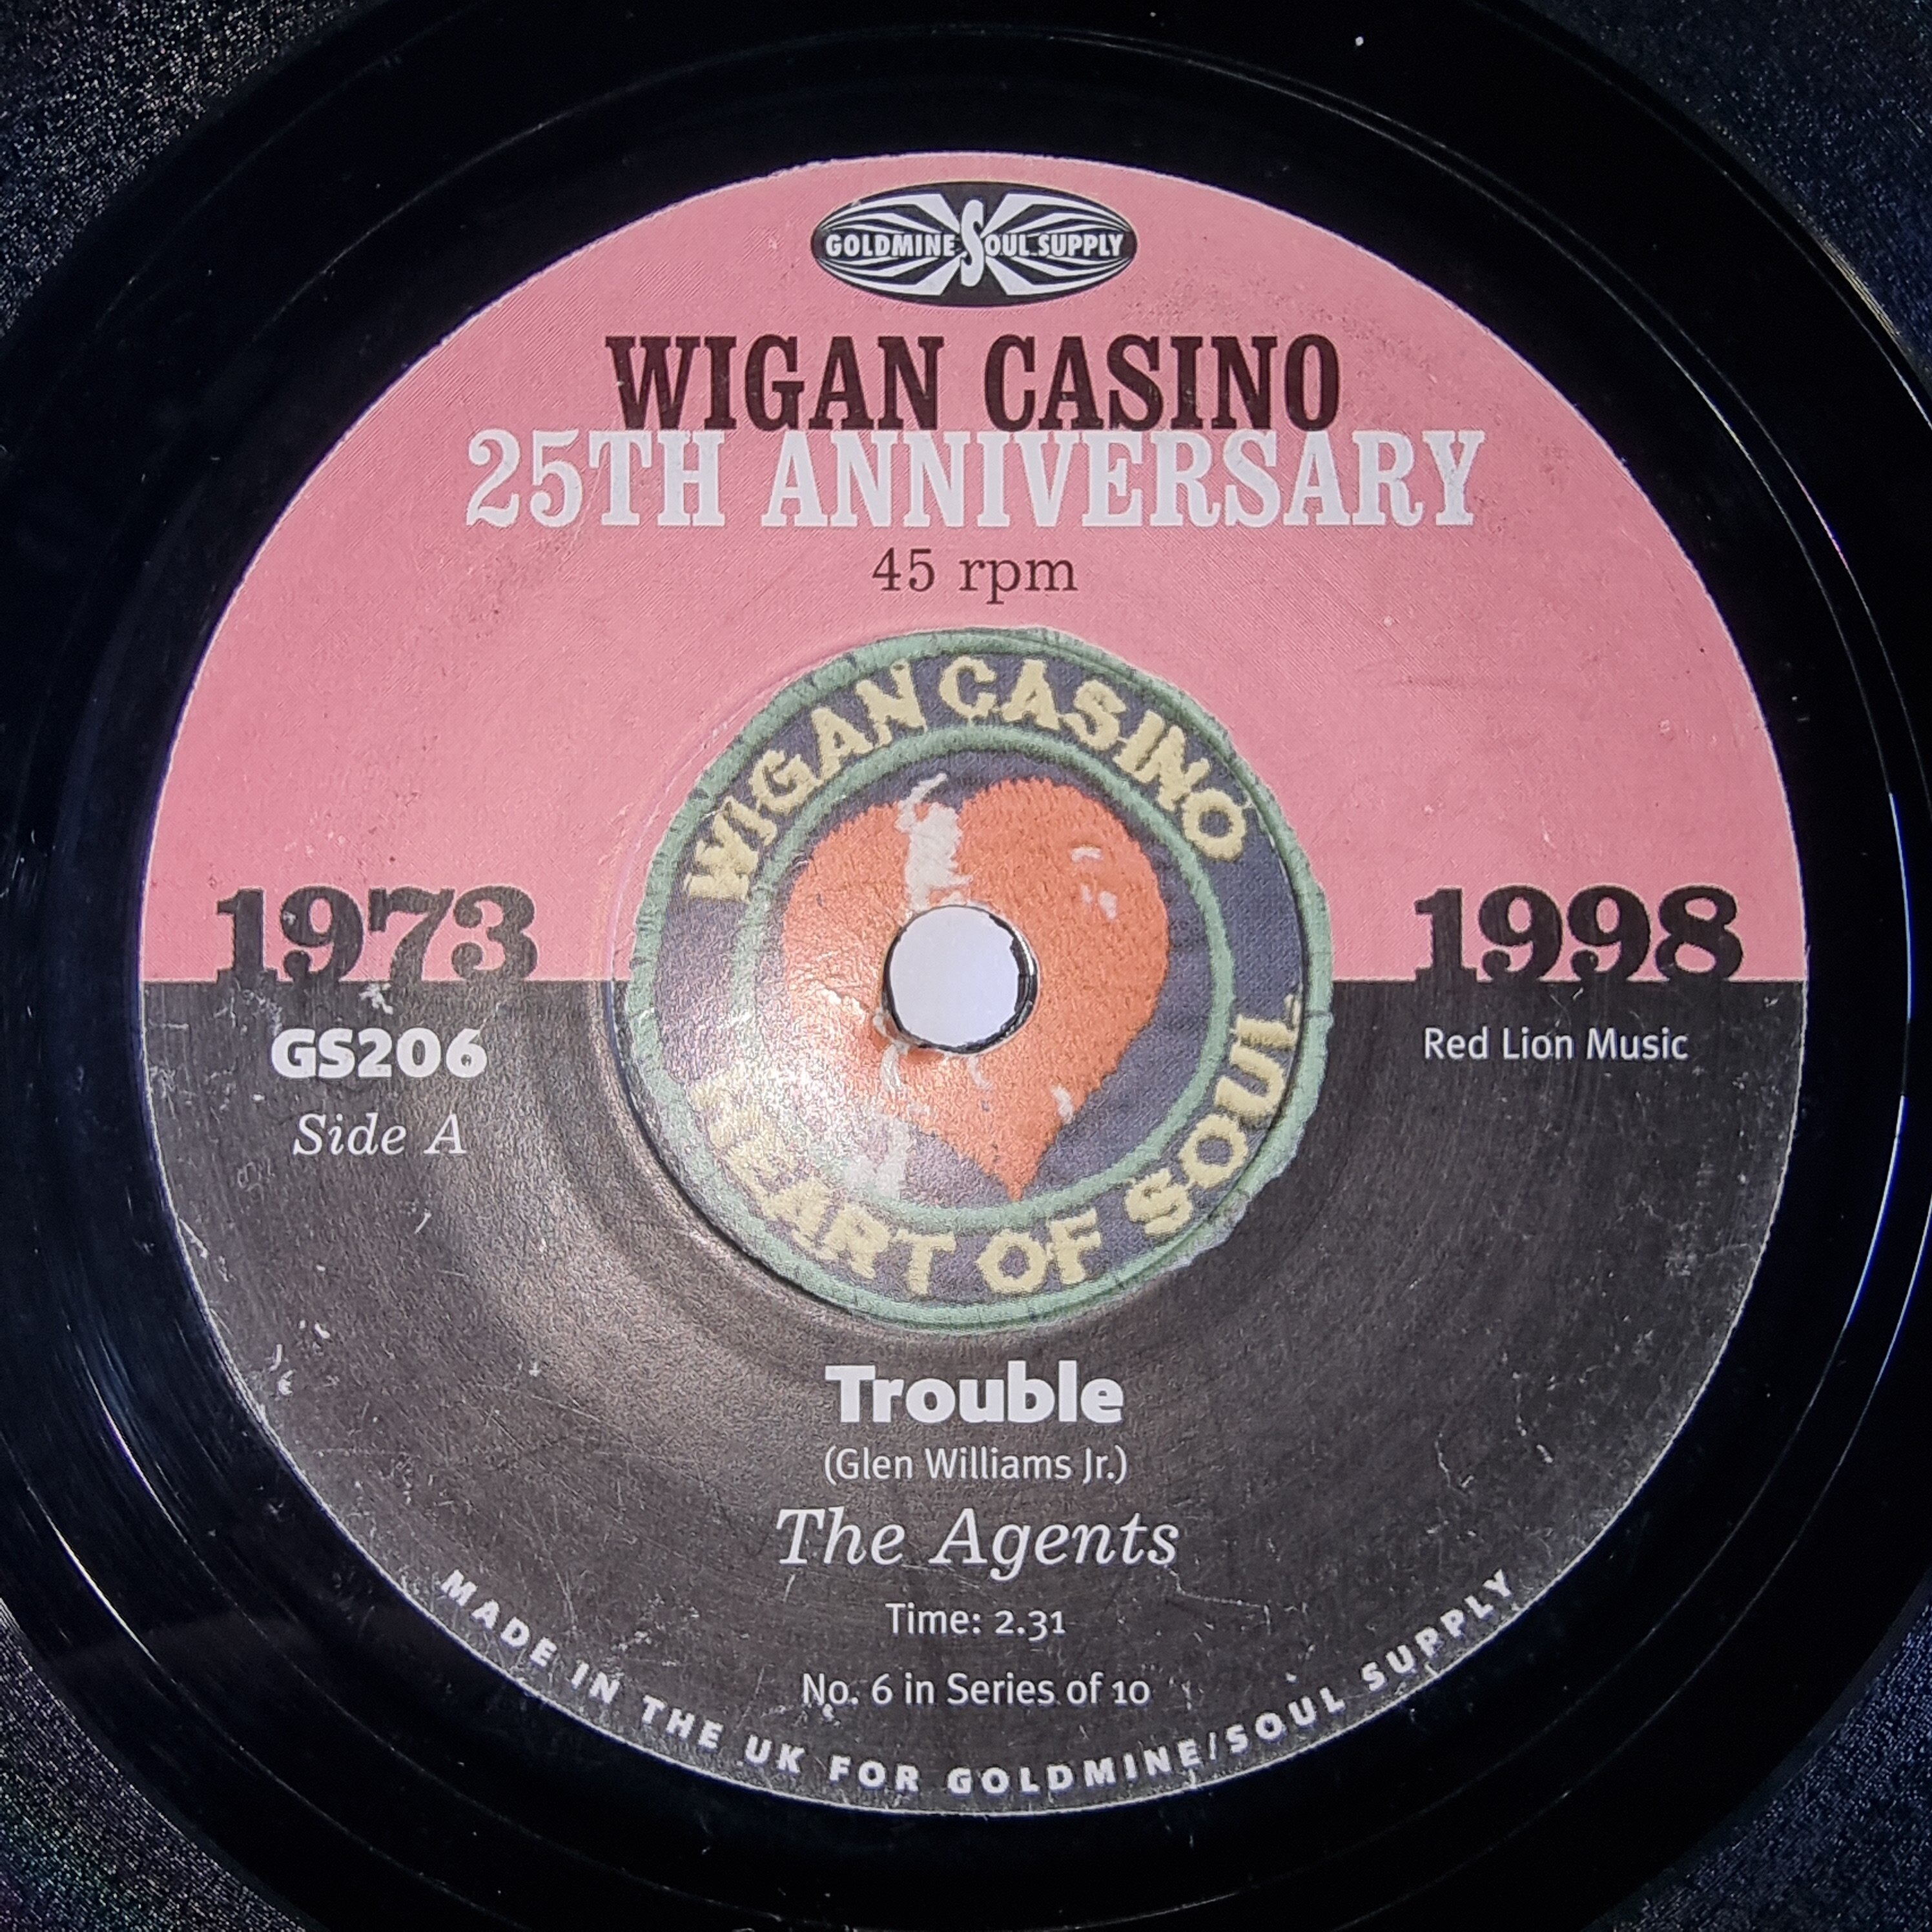 GOLDMINE SOUL SUPPLY
WIGAN CASINO
25TH ANNIVERSARY
45 rpm
WIGAN CASINO
HEART OF SOUL
1973
1998
GS206
Side A
Red Lion Music
Trouble
(Glen Williams Jr.)
The Agents
Time: 2.31
No. 6 in Series of 10
MADE IN THE UK FOR GOLDMINE/SOUL SUPPLY